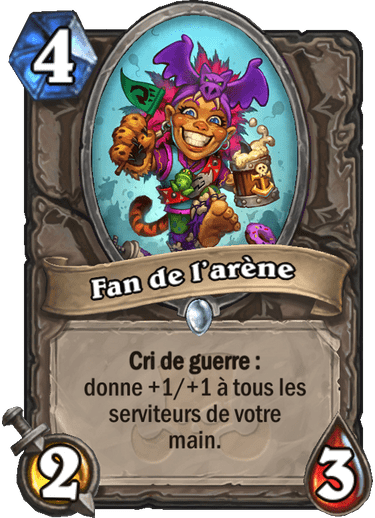 4
Fan de l'arène
Cri de guerre :
donne +1/+1 à tous les
serviteurs de votre
main.
2
3